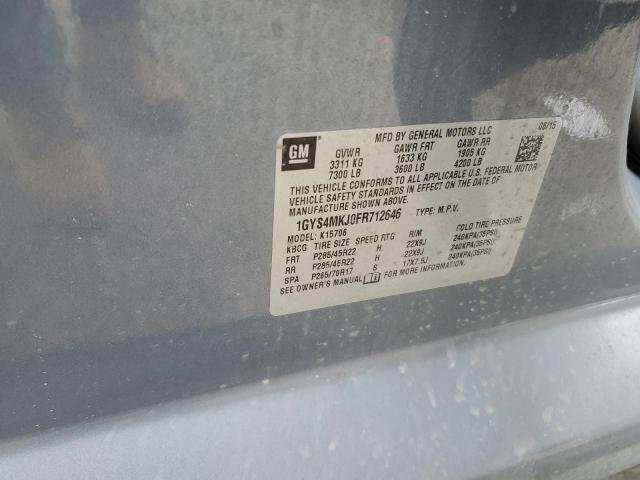 MFD BY GENERAL MOTORS LLC 06/15
GM GVWR GAWR FRT GAWR RR
3311 KG 1633 KG 1905 KG
7300 LB 3600 LB 4200 LB
THIS VEHICLE CONFORMS TO ALL APPLICABLE U.S. FEDERAL MOTOR
VEHICLE SAFETY STANDARDS IN EFFECT ON THE DATE OF
MANUFACTURE SHOWN ABOVE.
1GYS4MKJ0FR712646 TYPE: M.P.V.
MODEL: K15706
KBCG TIRE SIZE SPEED RTG RIM COLD TIRE PRESSURE
FRT P285/45R22 H 22X9J 240KPA(35PSI)
RR P285/45R22 H 22X9J 240KPA(35PSI)
SPA P265/70R17 S 17X7.5J 240KPA(35PSI)
SEE OWNER'S MANUAL FOR MORE INFORMATION.